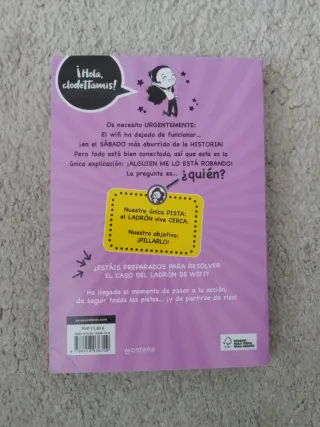 ¡Hola,
clodettamis!
Os necesito URGENTEMENTE:
El wifi ha dejado de funcionar...
¡en el SÁBADO más aburrido de la HISTORIA!
Pero todo está bien conectado, así que esta es la
única explicación: ¡ALGUIEN ME LO ESTÁ ROBANDO!
La pregunta es... ¿quién?
Nuestra única PISTA:
el LADRÓN vive CERCA.
Nuestro objetivo:
¡PILLARLO!
¿ESTÁIS PREPARADOS PARA RESOLVER
EL CASO DEL LADRÓN DE WIFI?
Ha llegado el momento de pasar a la acción,
de seguir todas las pistas... ¡y de partirse de risa!
montena
FSC